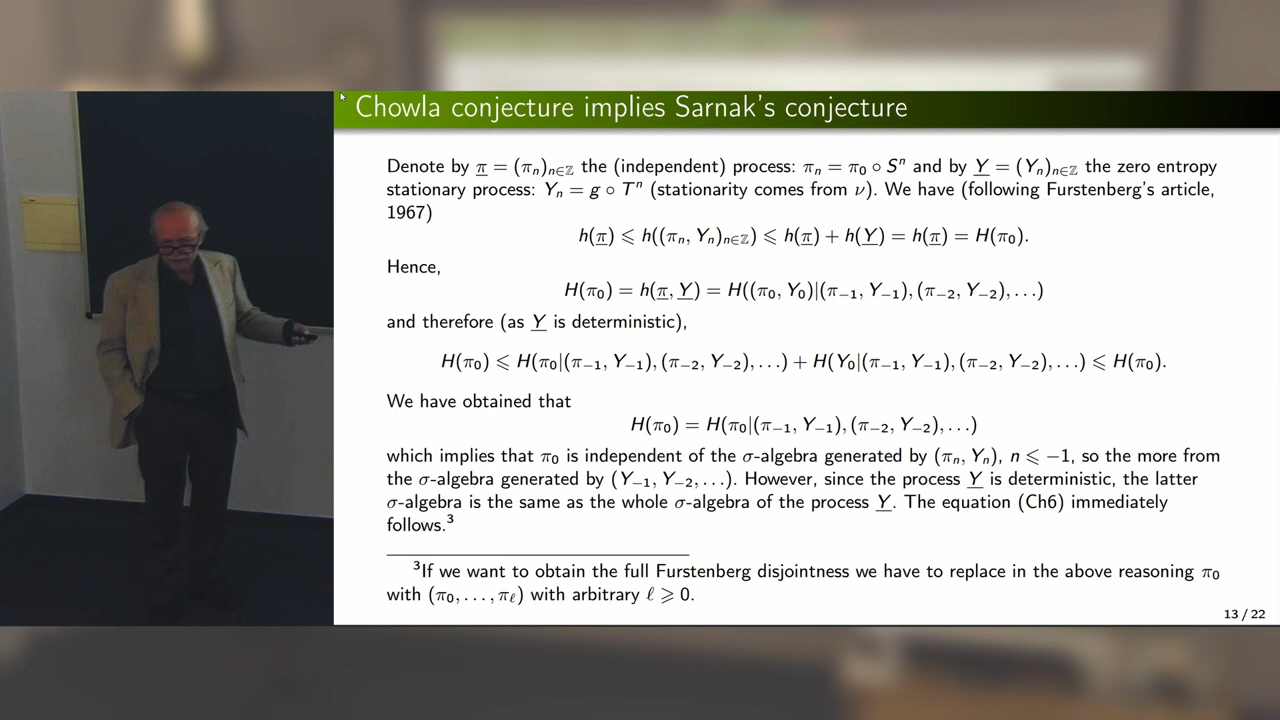 Chowla conjecture implies Sarnak's conjecture
Denote by π = (πₙ)ₙ∈ℤ the (independent) process: πₙ = π₀ ∘ Sⁿ and by Y = (Yₙ)ₙ∈ℤ the zero entropy
stationary process: Yₙ = g ∘ Tⁿ (stationarity comes from ν). We have (following Furstenberg's article,
1967)
h(π) ⩽ h((πₙ, Yₙ)ₙ∈ℤ) ⩽ h(π) + h(Y) = h(π) = H(π₀).
Hence,
H(π₀) = h(π, Y) = H((π₀, Y₀)|(π₋₁, Y₋₁), (π₋₂, Y₋₂), . . .)
and therefore (as Y is deterministic),
H(π₀) ⩽ H(π₀|(π₋₁, Y₋₁), (π₋₂, Y₋₂), . . .) + H(Y₀|(π₋₁, Y₋₁), (π₋₂, Y₋₂), . . .) ⩽ H(π₀).
We have obtained that
H(π₀) = H(π₀|(π₋₁, Y₋₁), (π₋₂, Y₋₂), . . .)
which implies that π₀ is independent of the σ-algebra generated by (πₙ, Yₙ), n ⩽ −1, so the more from
the σ-algebra generated by (Y₋₁, Y₋₂, . . .). However, since the process Y is deterministic, the latter
σ-algebra is the same as the whole σ-algebra of the process Y. The equation (Ch6) immediately
follows.³
³If we want to obtain the full Furstenberg disjointness we have to replace in the above reasoning π₀
with (π₀, . . . , πℓ) with arbitrary ℓ ⩾ 0.
13 / 22